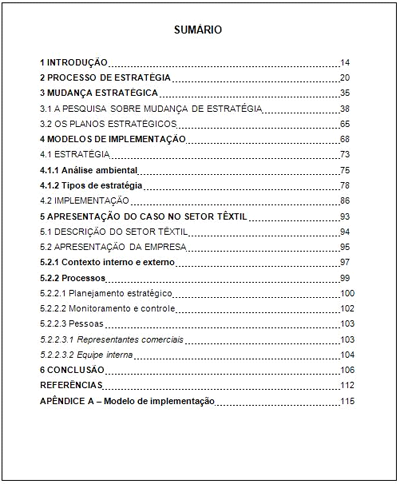 SUMÁRIO
1 INTRODUÇÃO 14
2 PROCESSO DE ESTRATÉGIA 20
3 MUDANÇA ESTRATÉGICA 35
3.1 A PESQUISA SOBRE MUDANÇA DE ESTRATÉGIA 38
3.2 OS PLANOS ESTRATÉGICOS 65
4 MODELOS DE IMPLEMENTAÇÃO 68
4.1 ESTRATÉGIA 73
4.1.1 Análise ambiental 75
4.1.2 Tipos de estratégia 78
4.2 IMPLEMENTAÇÃO 86
5 APRESENTAÇÃO DO CASO NO SETOR TÊXTIL 93
5.1 DESCRIÇÃO DO SETOR TÊXTIL 94
5.2 APRESENTAÇÃO DA EMPRESA 95
5.2.1 Contexto interno e externo 97
5.2.2 Processos 99
5.2.2.1 Planejamento estratégico 100
5.2.2.2 Monitoramento e controle 102
5.2.2.3 Pessoas 103
5.2.2.3.1 Representantes comerciais 103
5.2.2.3.2 Equipe interna 104
6 CONCLUSÃO 106
REFERÊNCIAS 112
APÊNDICE A – Modelo de implementação 115